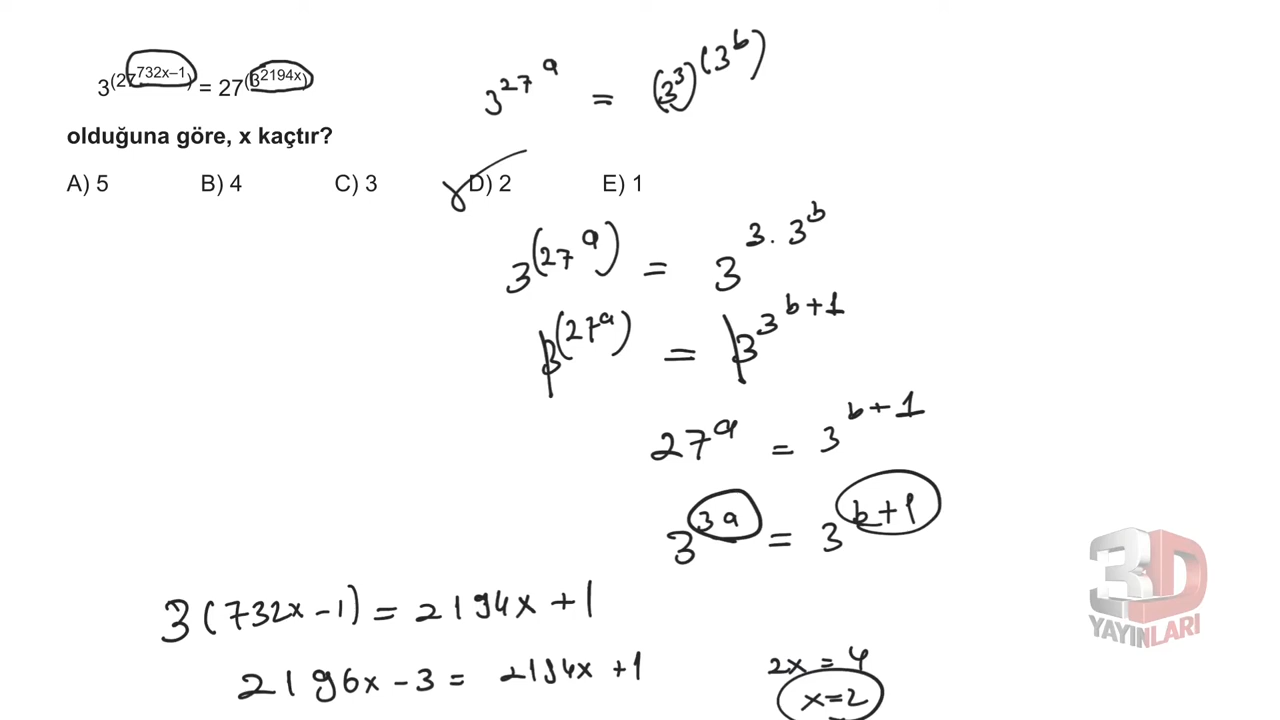 3^(27^732x–1) = 27^(3^2194x)
olduğuna göre, x kaçtır?
A) 5 B) 4 C) 3 D) 2 E) 1
3^27^a = (3^3)^(3^b)
3^(27^a) = 3^3.3^b
3^(27^a) = 3^3^b+1
27^a = 3^b+1
3^3a = 3^b+1
3(732x-1) = 2194x+1
2196x-3 = 2194x+1
2x = 4
x=2
3D
YAYINLARI